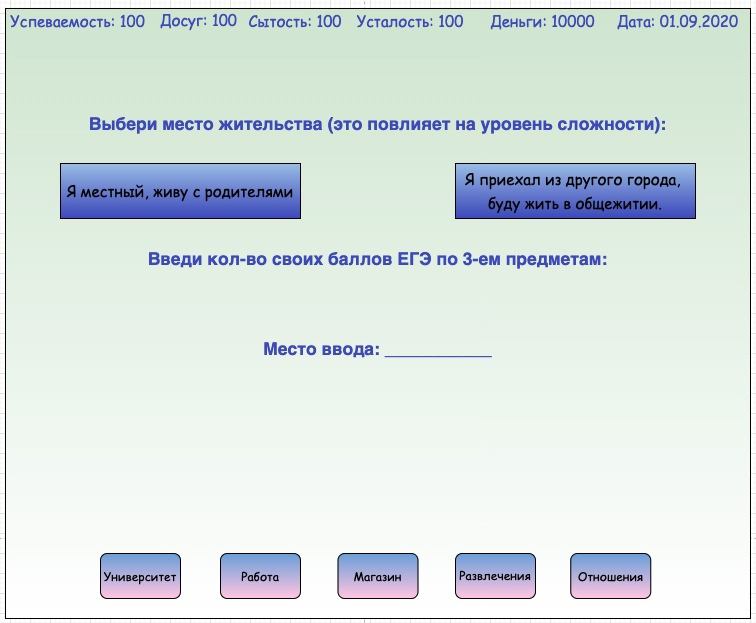 Успеваемость: 100 Досуг: 100 Сытость: 100 Усталость: 100 Деньги: 10000 Дата: 01.09.2020
Выбери место жительства (это повлияет на уровень сложности):
Я местный, живу с родителями
Я приехал из другого города,
буду жить в общежитии.
Введи кол-во своих баллов ЕГЭ по 3-ем предметам:
Место ввода: ___________
Университет
Работа
Магазин
Развлечения
Отношения